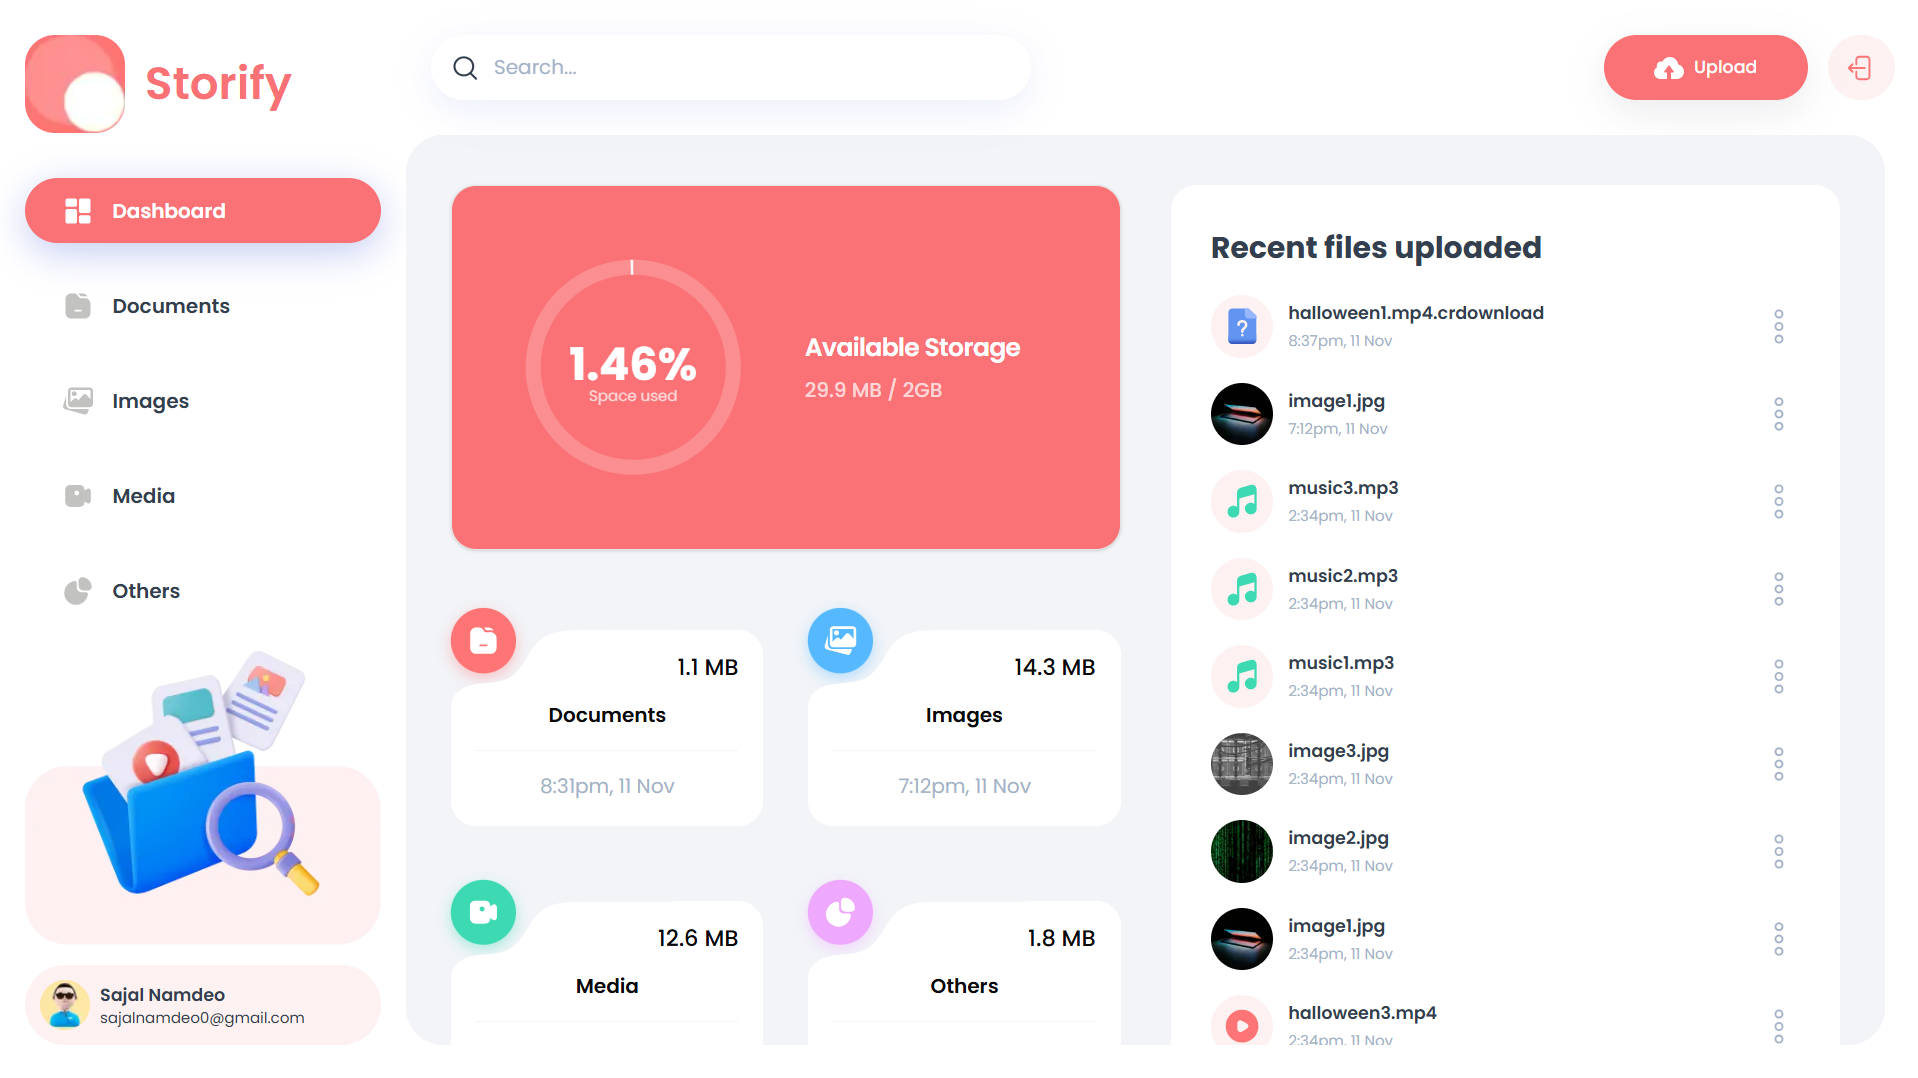 Storify
Search...
Upload
Dashboard
Documents
Images
Media
Others
Sajal Namdeo
sajalnamdeo0@gmail.com
1.46%
Space used
Available Storage
29.9 MB / 2GB
1.1 MB
Documents
8:31pm, 11 Nov
14.3 MB
Images
7:12pm, 11 Nov
12.6 MB
Media
1.8 MB
Others
Recent files uploaded
halloween1.mp4.crdownload
8:37pm, 11 Nov
image1.jpg
7:12pm, 11 Nov
music3.mp3
2:34pm, 11 Nov
music2.mp3
2:34pm, 11 Nov
music1.mp3
2:34pm, 11 Nov
image3.jpg
2:34pm, 11 Nov
image2.jpg
2:34pm, 11 Nov
image1.jpg
2:34pm, 11 Nov
halloween3.mp4
2:34pm, 11 Nov